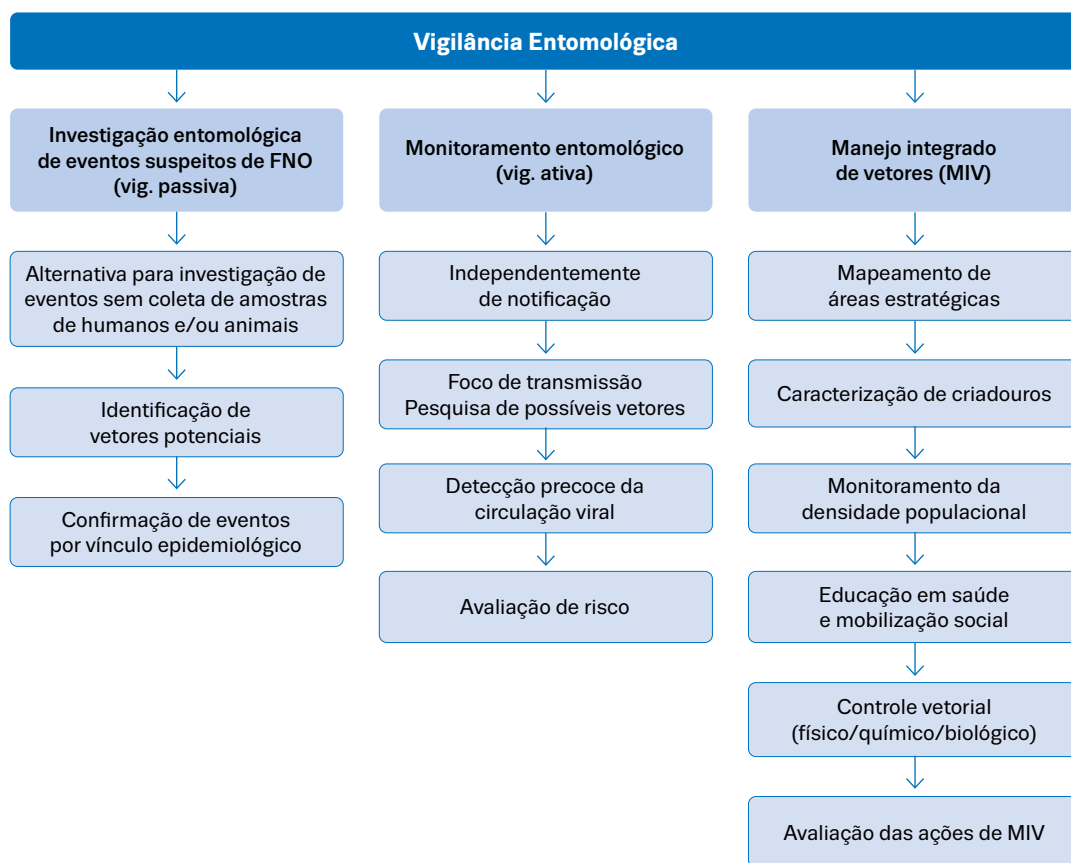 Vigilância Entomológica
Investigação entomológica
de eventos suspeitos de FNO
(vig. passiva)
Alternativa para investigação de
eventos sem coleta de amostras
de humanos e/ou animais
Identificação de
vetores potenciais
Confirmação de eventos
por vínculo epidemiológico
Monitoramento entomológico
(vig. ativa)
Independentemente
de notificação
Foco de transmissão
Pesquisa de possíveis vetores
Detecção precoce da
circulação viral
Avaliação de risco
Manejo integrado
de vetores (MIV)
Mapeamento de
áreas estratégicas
Caracterização de criadouros
Monitoramento da
densidade populacional
Educação em saúde
e mobilização social
Controle vetorial
(físico/químico/biológico)
Avaliação das ações de MIV